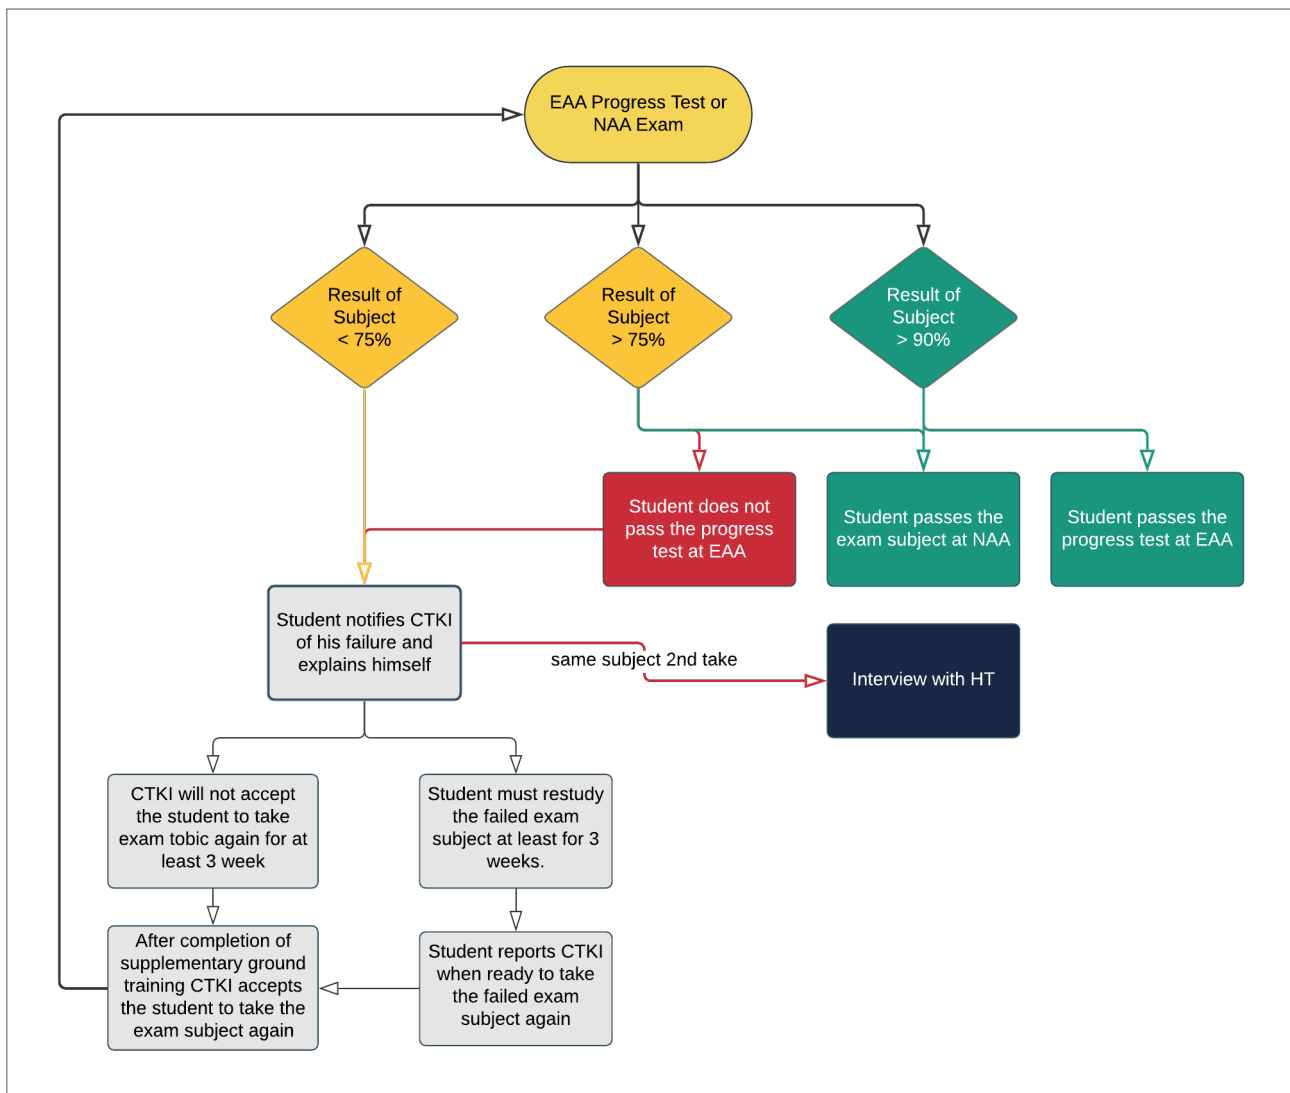 EAA Progress Test or
NAA Exam
Result of
Subject
< 75%
Result of
Subject
> 75%
Result of
Subject
> 90%
Student does not
pass the progress
test at EAA
Student passes the
exam subject at NAA
Student passes the
progress test at EAA
Student notifies CTKI
of his failure and
explains himself
same subject 2nd take
Interview with HT
CTKI will not accept
the student to take
exam tobic again for at
least 3 week
Student must restudy
the failed exam
subject at least for 3
weeks.
After completion of
supplementary ground
training CTKI accepts
the student to take the
exam subject again
Student reports CTKI
when ready to take
the failed exam
subject again